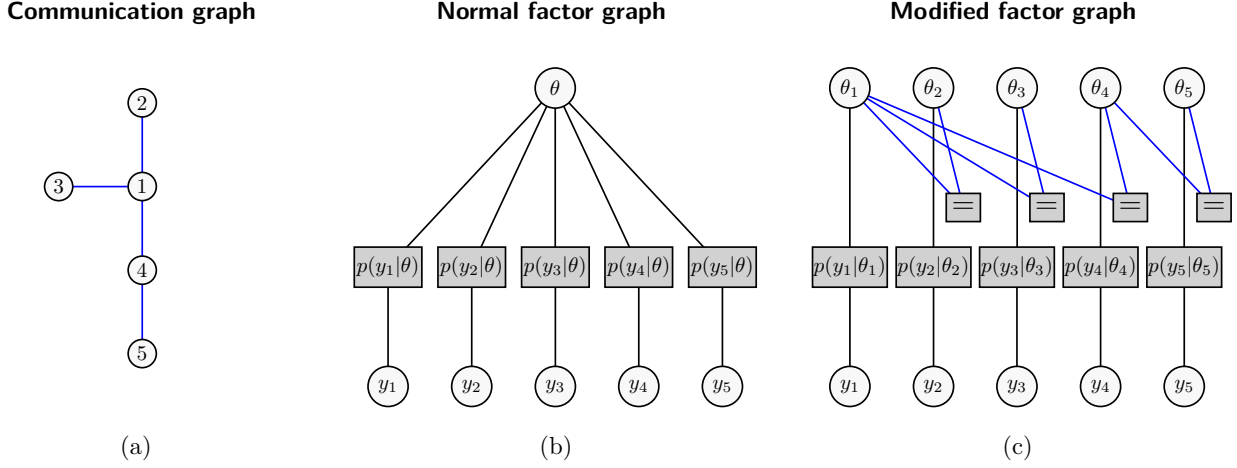 Communication graph
Normal factor graph
Modified factor graph
2
3 1
4
5
(a)
θ
p(y₁|θ) p(y₂|θ) p(y₃|θ) p(y₄|θ) p(y₅|θ)
y₁ y₂ y₃ y₄ y₅
(b)
θ₁ θ₂ θ₃ θ₄ θ₅
= = = =
p(y₁|θ₁) p(y₂|θ₂) p(y₃|θ₃) p(y₄|θ₄) p(y₅|θ₅)
y₁ y₂ y₃ y₄ y₅
(c)